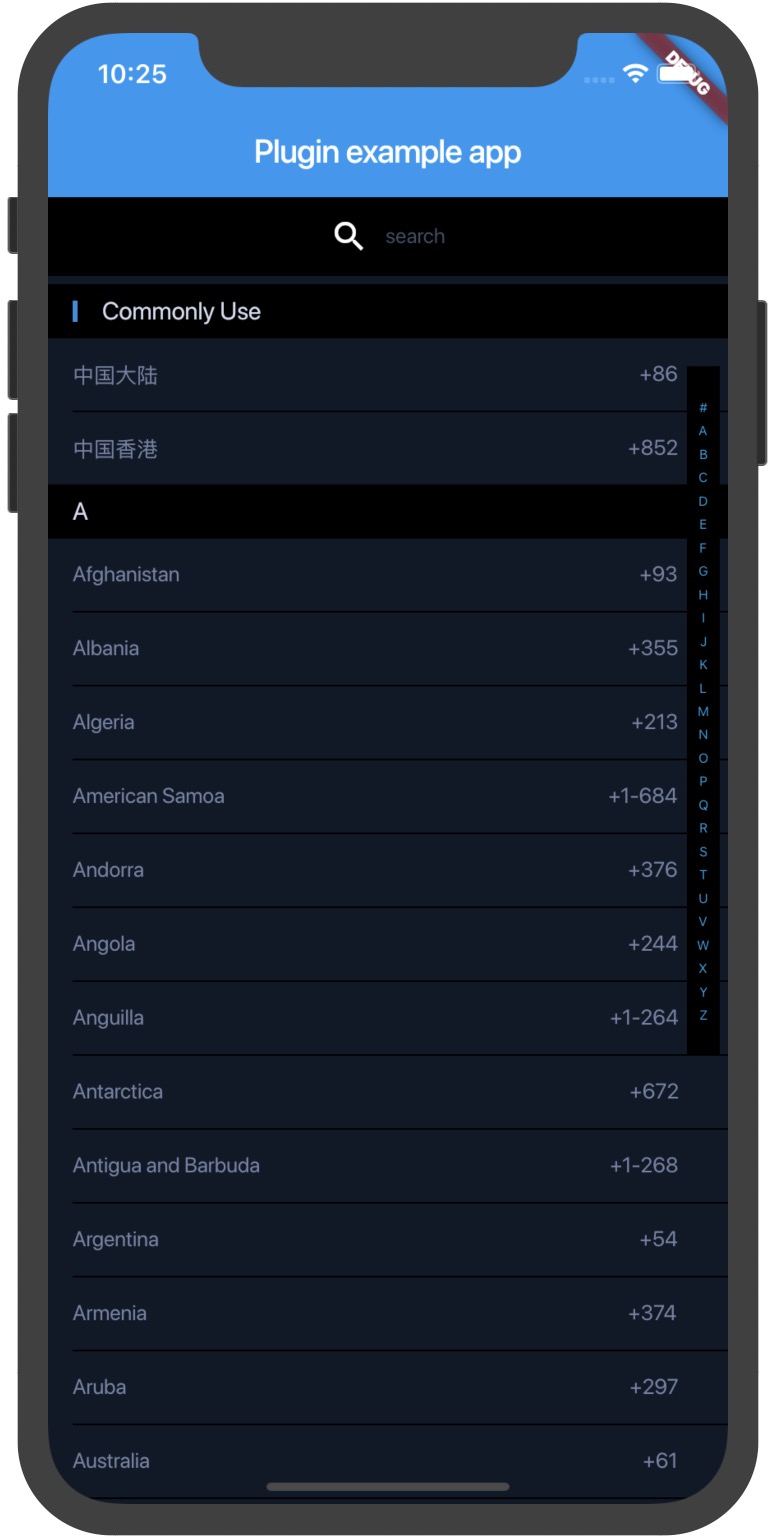 10:25
DEBUG
Plugin example app
search
Commonly Use
中国大陆 +86
中国香港 +852
A
Afghanistan +93
Albania +355
Algeria +213
American Samoa +1-684
Andorra +376
Angola +244
Anguilla +1-264
Antarctica +672
Antigua and Barbuda +1-268
Argentina +54
Armenia +374
Aruba +297
Australia +61
#
A
B
C
D
E
F
G
H
I
J
K
L
M
N
O
P
Q
R
S
T
U
V
W
X
Y
Z